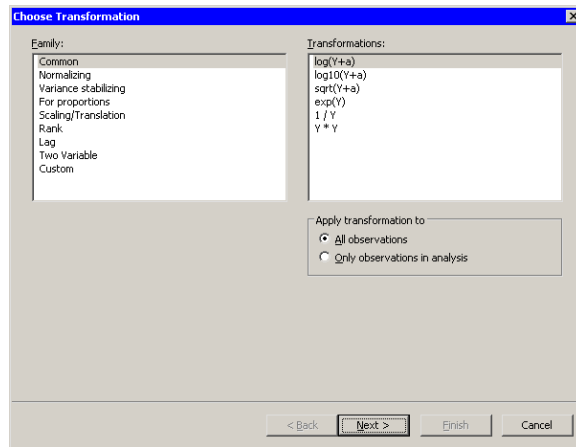 Choose Transformation
Family:
Common
Normalizing
Variance stabilizing
For proportions
Scaling/Translation
Rank
Lag
Two Variable
Custom
Transformations:
log(Y+a)
log10(Y+a)
sqrt(Y+a)
exp(Y)
1 / Y
Y * Y
Apply transformation to
All observations
Only observations in analysis
< Back
Next >
Finish
Cancel